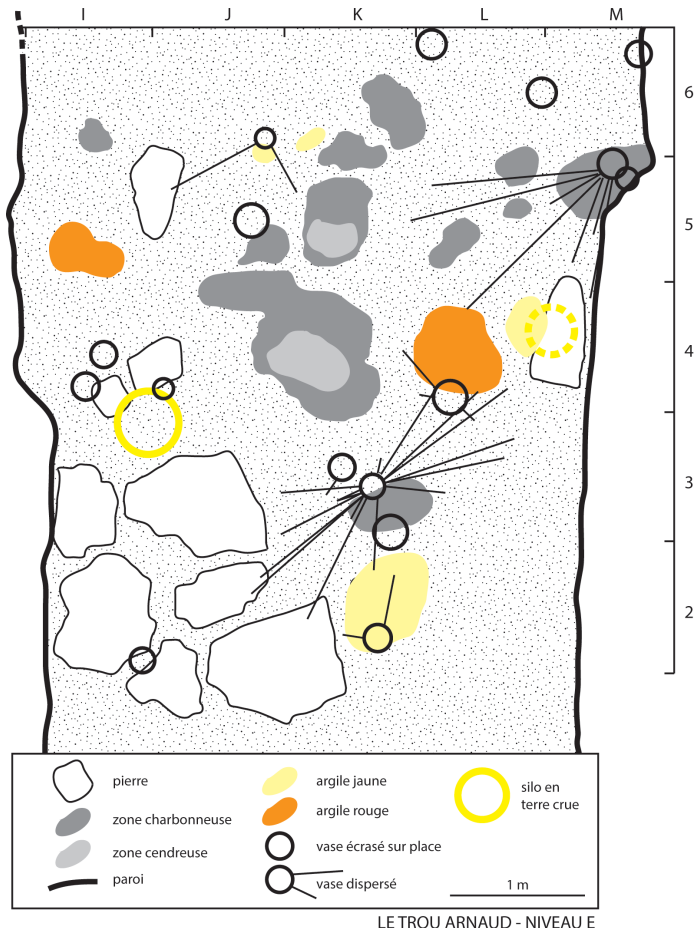 I J K L M
6
5
4
3
2
pierre
zone charbonneuse
zone cendreuse
paroi
argile jaune
argile rouge
vase écrasé sur place
vase dispersé
silo en
terre crue
1 m
LE TROU ARNAUD - NIVEAU E